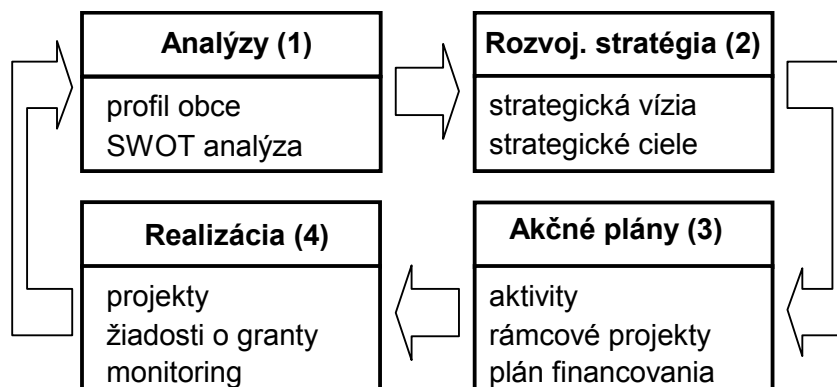 Analýzy (1)
profil obce
SWOT analýza
Rozvoj. stratégia (2)
strategická vízia
strategické ciele
Akčné plány (3)
aktivity
rámcové projekty
plán financovania
Realizácia (4)
projekty
žiadosti o granty
monitoring